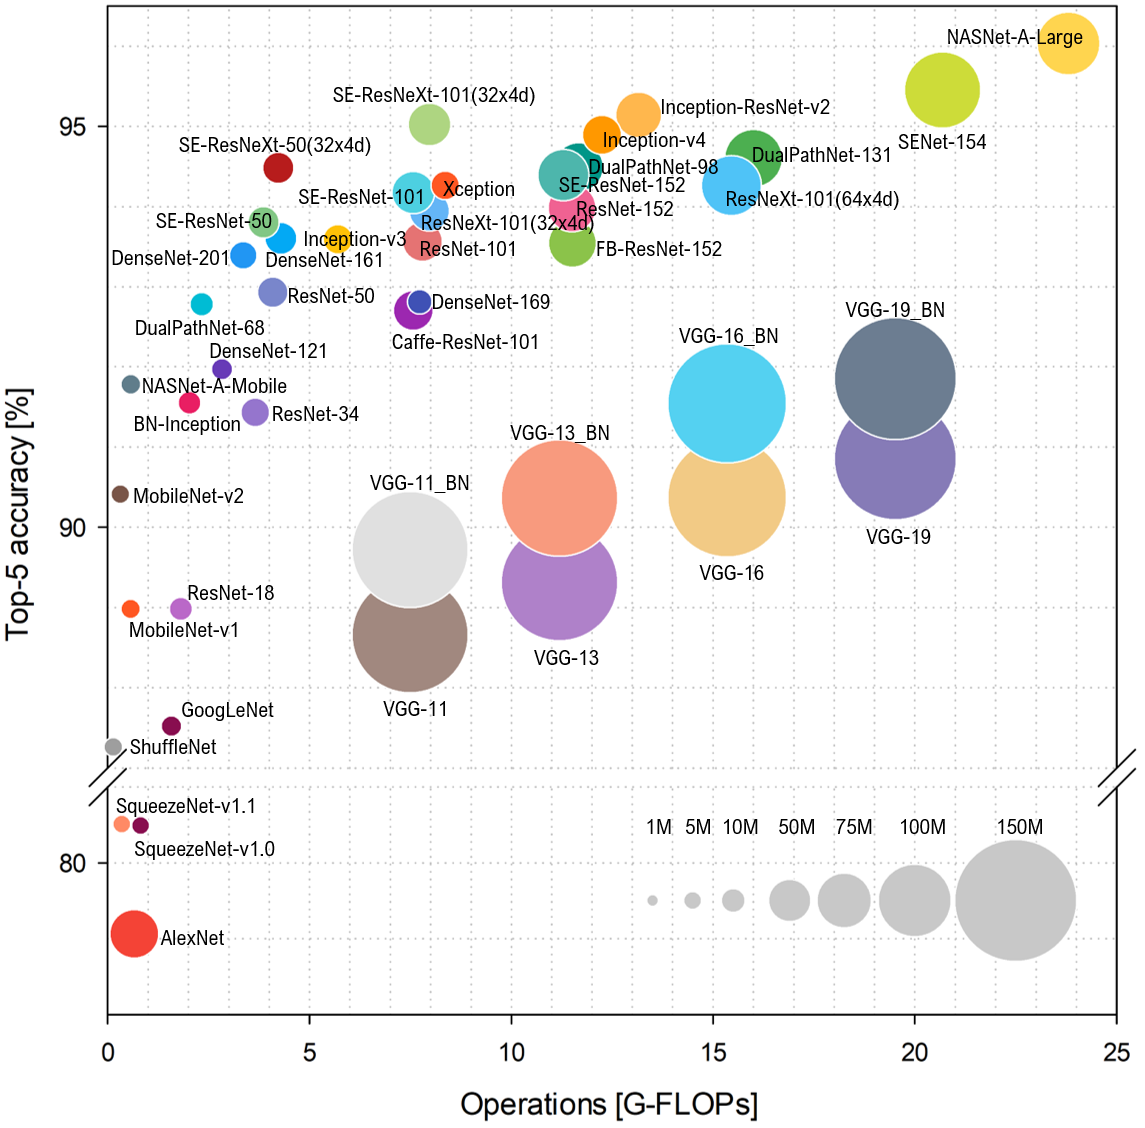 NASNet-A-Large
SE-ResNeXt-101(32x4d)
Inception-ResNet-v2
95
Inception-v4
SENet-154
SE-ResNeXt-50(32x4d)
DualPathNet-131
DualPathNet-98
SE-ResNet-152
Xception
SE-ResNet-101
ResNeXt-101(64x4d)
ResNet-152
SE-ResNet-50
ResNeXt-101(32x4d)
Inception-v3
ResNet-101
FB-ResNet-152
DenseNet-201
DenseNet-161
ResNet-50
DenseNet-169
VGG-19_BN
DualPathNet-68
VGG-16_BN
Caffe-ResNet-101
DenseNet-121
NASNet-A-Mobile
ResNet-34
BN-Inception
VGG-13_BN
VGG-11_BN
MobileNet-v2
90
VGG-19
VGG-16
ResNet-18
MobileNet-v1
VGG-13
VGG-11
GoogLeNet
ShuffleNet
SqueezeNet-v1.1
1M 5M 10M 50M 75M 100M 150M
SqueezeNet-v1.0
80
AlexNet
Top-5 accuracy [%]
0 5 10 15 20 25
Operations [G-FLOPs]